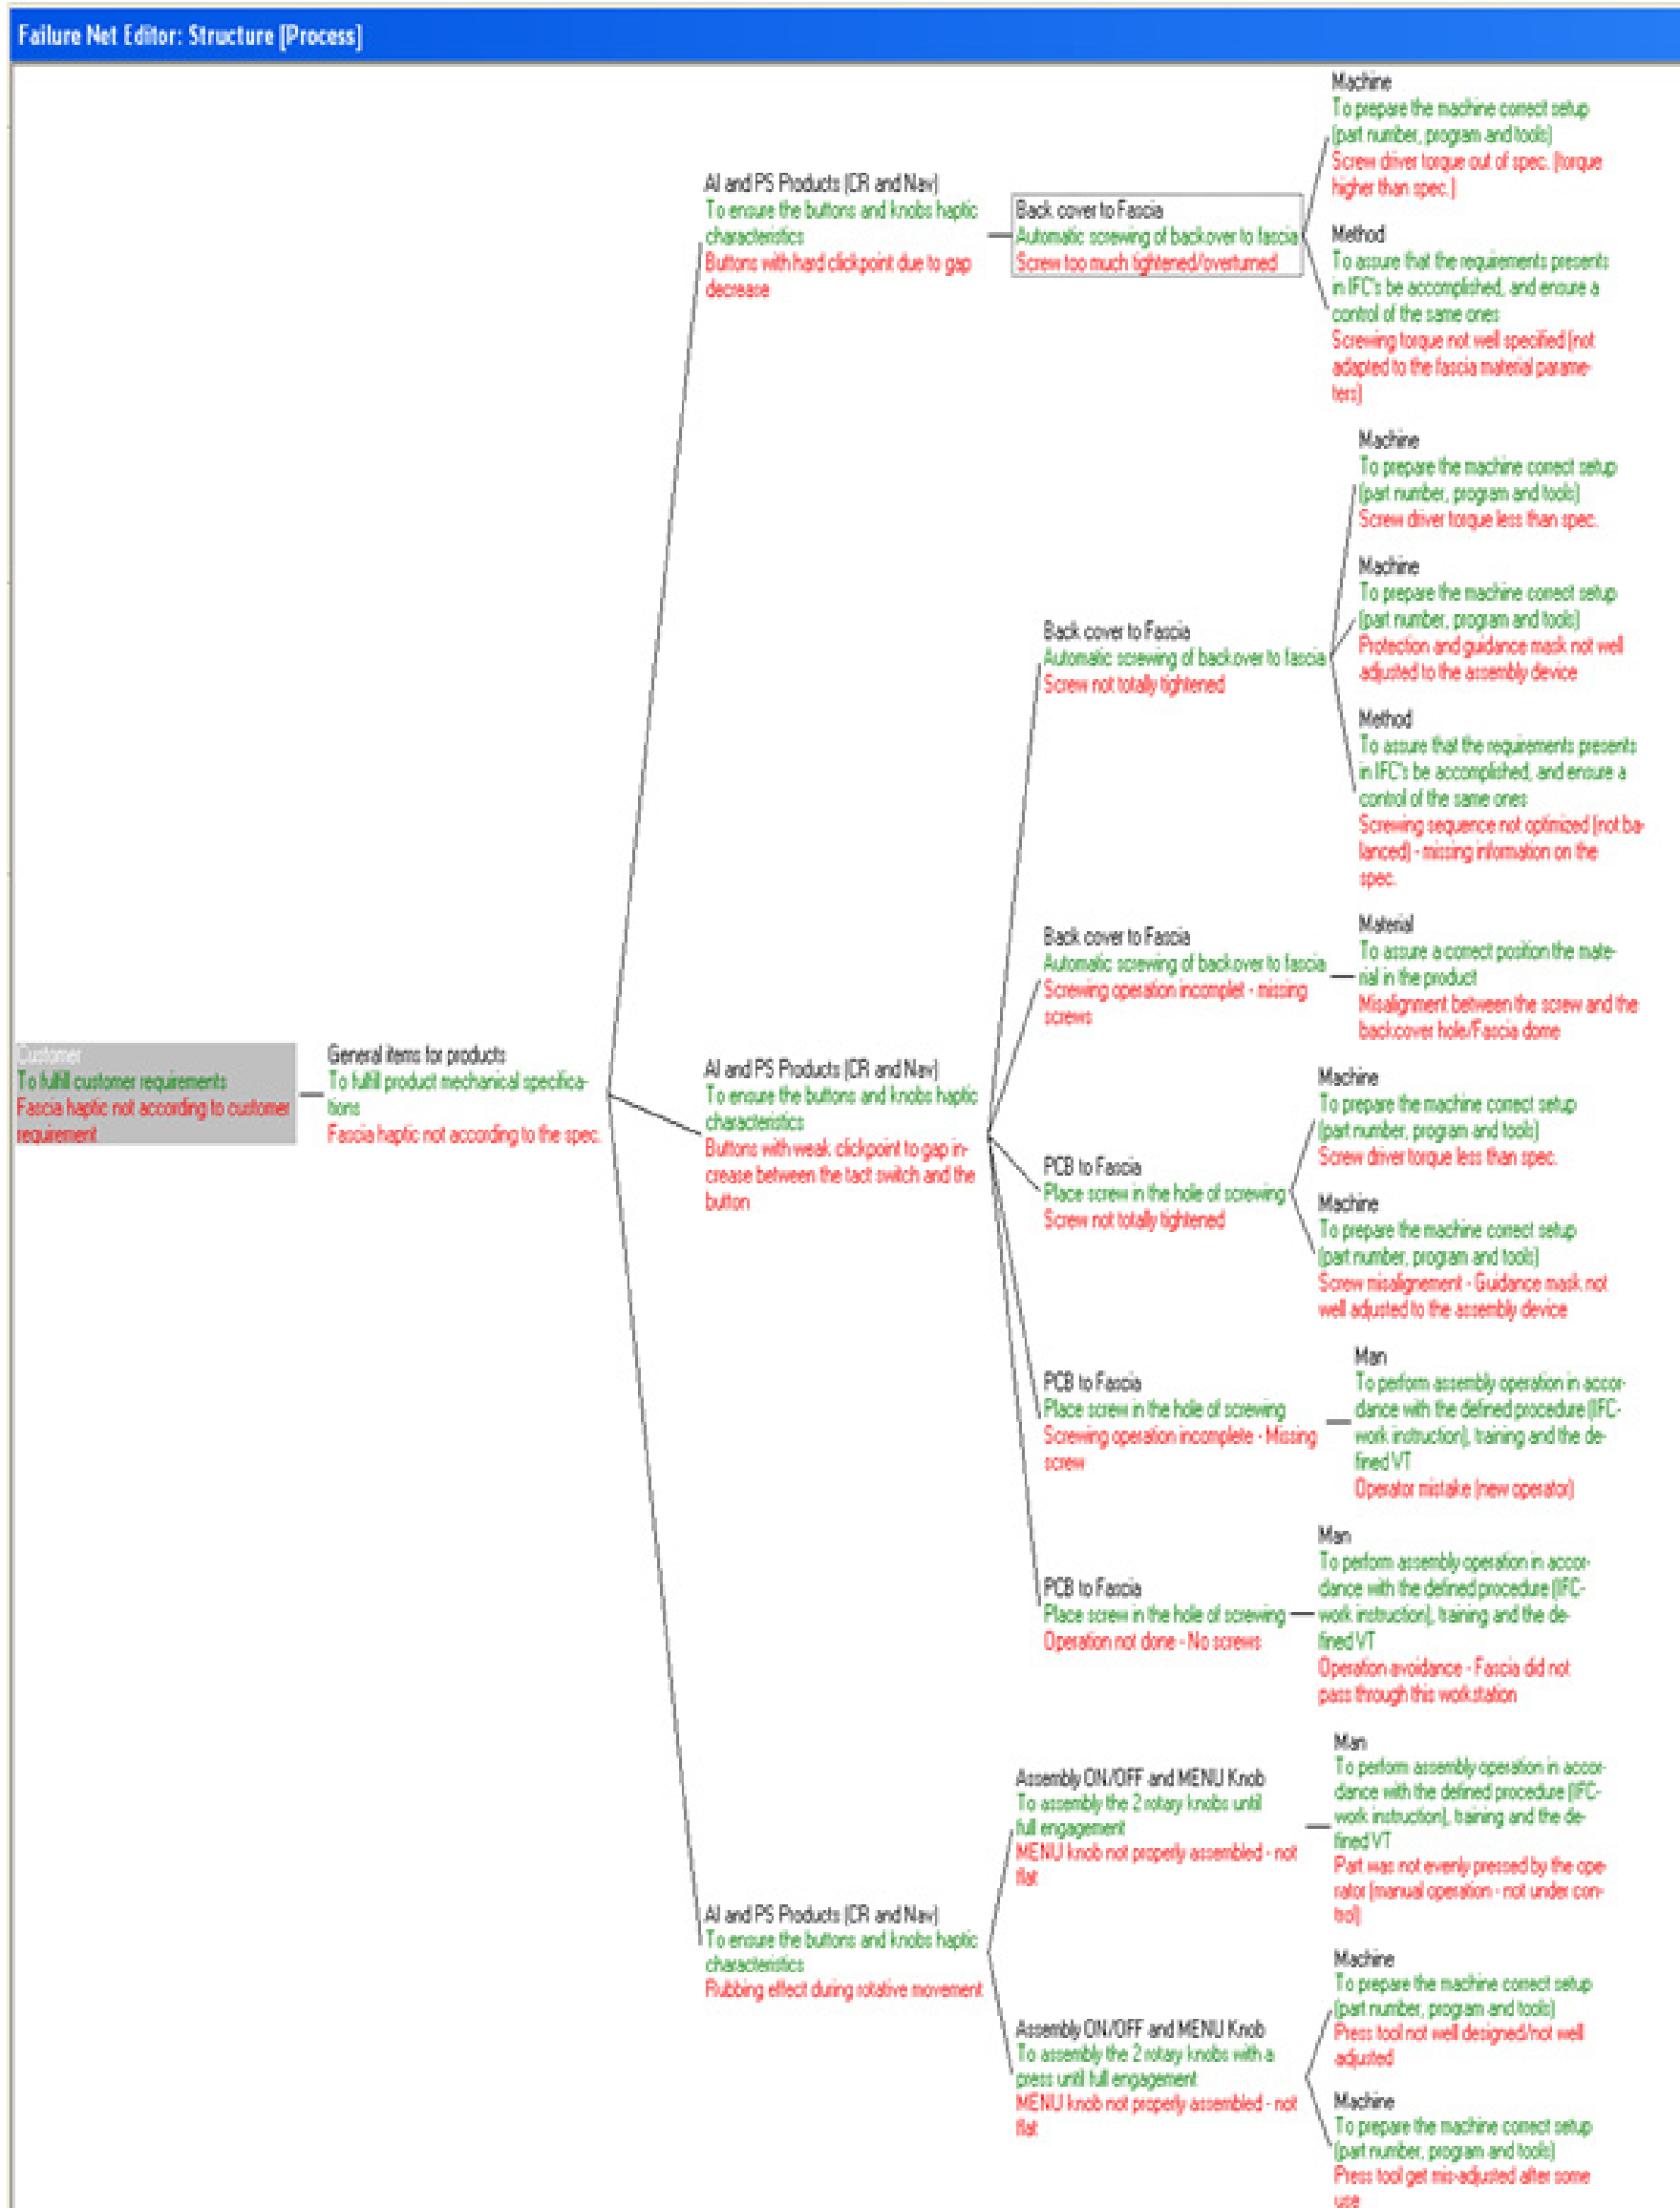 Failure Net Editor: Structure [Process]
Customer
To fulfill customer requirements
Fascia haptic not according to customer
requirement
General items for products
To fulfill product mechanical specifica-
tions
Fascia haptic not according to the spec.
AI and PS Products (CR and Nav)
To ensure the buttons and knobs haptic
characteristics
Buttons with hard clickpoint due to gap
decrease
Back cover to Fascia
Automatic screwing of backover to fascia
Screw too much tightened/overturned
Machine
To prepare the machine correct setup
(part number, program and tools)
Screw driver torque out of spec. (torque
higher than spec.)
Method
To assure that the requirements presents
in IFC's be accomplished, and ensure a
control of the same ones
Screwing torque not well specified (not
adapted to the fascia material parame-
ters)
AI and PS Products (CR and Nav)
To ensure the buttons and knobs haptic
characteristics
Buttons with weak clickpoint to gap in-
crease between the tact switch and the
button
Back cover to Fascia
Automatic screwing of backover to fascia
Screw not totally tightened
Machine
To prepare the machine correct setup
(part number, program and tools)
Screw driver torque less than spec.
Machine
To prepare the machine correct setup
(part number, program and tools)
Protection and guidance mask not well
adjusted to the assembly device
Method
To assure that the requirements presents
in IFC's be accomplished, and ensure a
control of the same ones
Screwing sequence not optimized (not ba-
lanced) - missing information on the
spec.
Back cover to Fascia
Automatic screwing of backover to fascia
Screwing operation incomplet - missing
screws
Material
To assure a correct position the mate-
rial in the product
Misalignment between the screw and the
backcover hole/Fascia dome
PCB to Fascia
Place screw in the hole of screwing
Screw not totally tightened
Machine
To prepare the machine correct setup
(part number, program and tools)
Screw driver torque less than spec.
Machine
To prepare the machine correct setup
(part number, program and tools)
Screw misalignement - Guidance mask not
well adjusted to the assembly device
PCB to Fascia
Place screw in the hole of screwing
Screwing operation incomplete - Missing
screw
Man
To perform assembly operation in accor-
dance with the defined procedure (IFC-
work instruction), training and the de-
fined VT
Operator mistake (new operator)
PCB to Fascia
Place screw in the hole of screwing
Operation not done - No screws
Man
To perform assembly operation in accor-
dance with the defined procedure (IFC-
work instruction), training and the de-
fined VT
Operation avoidance - Fascia did not
pass through this workstation
AI and PS Products (CR and Nav)
To ensure the buttons and knobs haptic
characteristics
Rubbing effect during rotative movement
Assembly ON/OFF and MENU Knob
To assembly the 2 rotary knobs until
full engagement
MENU knob not properly assembled - not
flat
Man
To perform assembly operation in accor-
dance with the defined procedure (IFC-
work instruction), training and the de-
fined VT
Part was not evenly pressed by the ope-
rator (manual operation - not under con-
trol)
Assembly ON/OFF and MENU Knob
To assembly the 2 rotary knobs with a
press until full engagement
MENU knob not properly assembled - not
flat
Machine
To prepare the machine correct setup
(part number, program and tools)
Press tool not well designed/not well
adjusted
Machine
To prepare the machine correct setup
(part number, program and tools)
Press tool get mis-adjusted after some
use